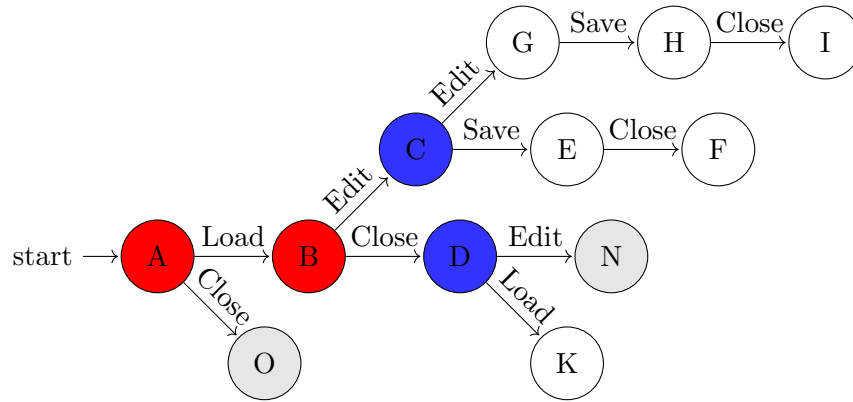 G Save H Close I
Edit
C Save E Close F
Edit
start A Load B Close D Edit N
Close
Load
O
K